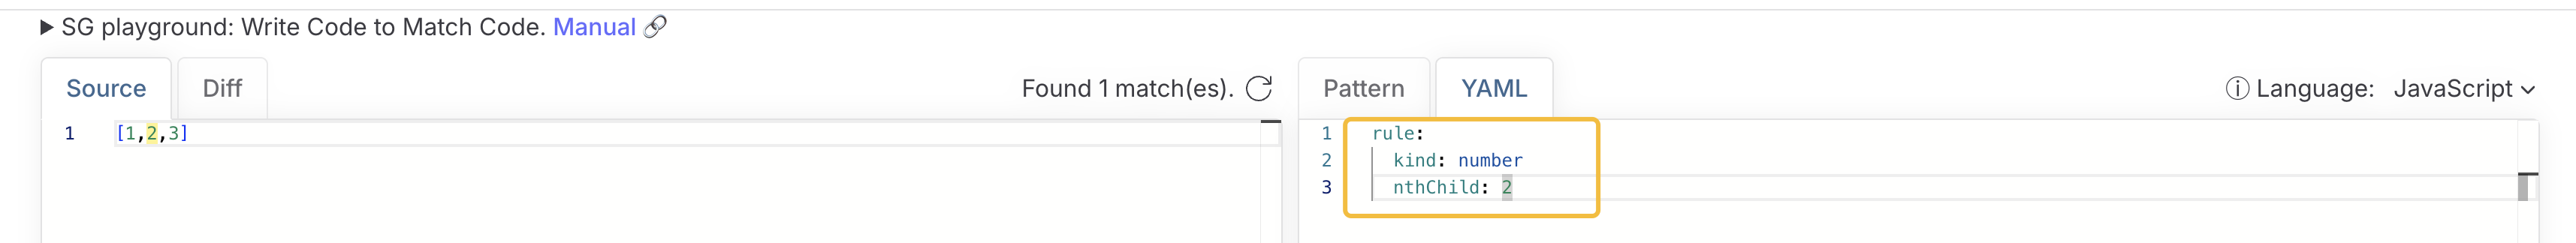 ▶ SG playground: Write Code to Match Code. Manual 🔗
Source Diff Found 1 match(es).
1 [1,2,3]
Pattern YAML Language: JavaScript
1 rule:
2 kind: number
3 nthChild: 2